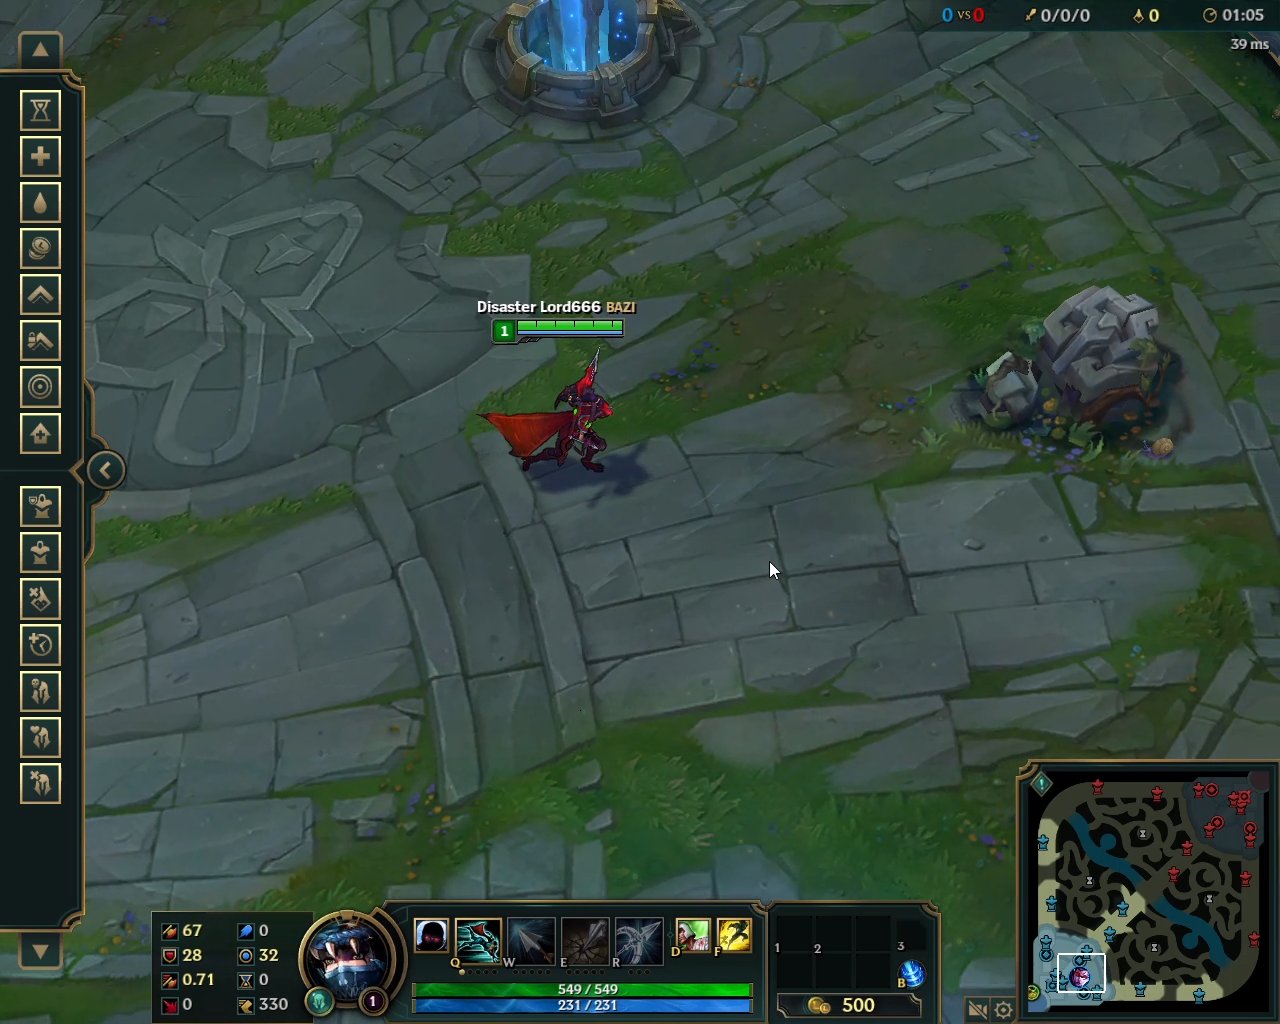 0 vs 0 0/0/0 0 01:05
39 ms
Disaster Lord666 BAZI
1
67 0
28 32
0.71 0
0 330
1
Q W E R D F
549 / 549
231 / 231
1 2 3
B
500